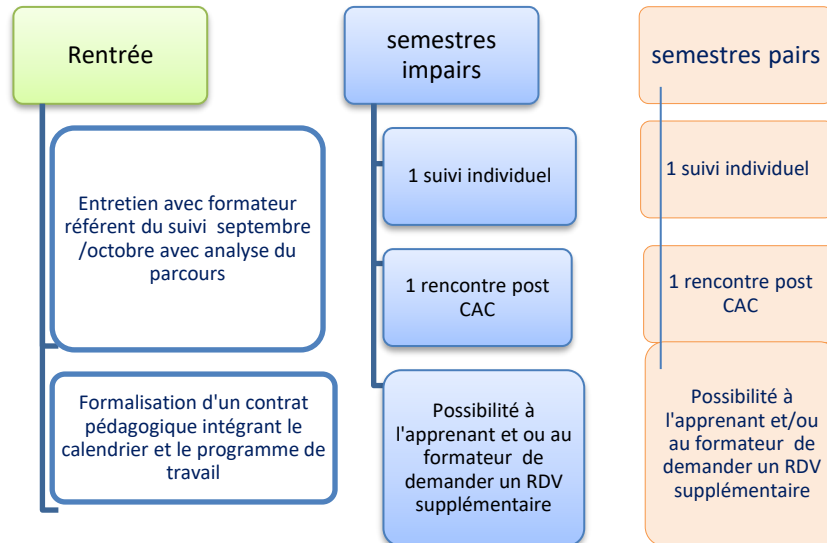 Rentrée
Entretien avec formateur
référent du suivi septembre
/octobre avec analyse du
parcours
Formalisation d'un contrat
pédagogique intégrant le
calendrier et le programme de
travail
semestres
impairs
1 suivi individuel
1 rencontre post
CAC
Possibilité à
l'apprenant et ou au
formateur de
demander un RDV
supplémentaire
semestres pairs
1 suivi individuel
1 rencontre post
CAC
Possibilité à
l'apprenant et/ou
au formateur de
demander un RDV
supplémentaire